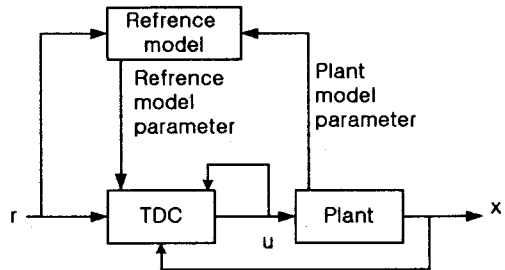 Refrence
model
Refrence
model
parameter
Plant
model
parameter
r
TDC
u
Plant
x